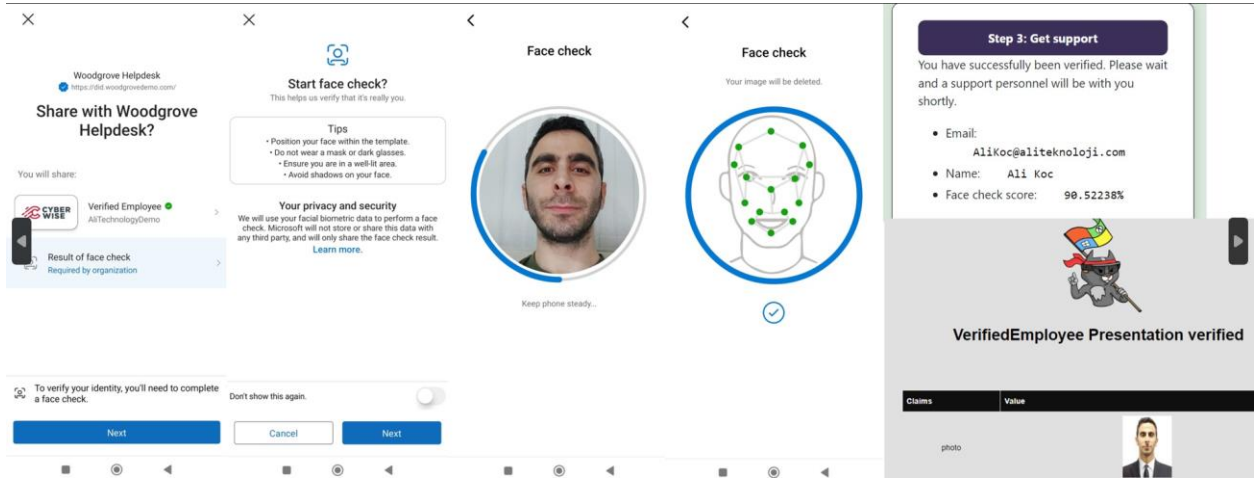 Woodgrove Helpdesk
https://did.woodgrovedemo.com/
Share with Woodgrove
Helpdesk?
You will share:
CYBER
WISE
Verified Employee
AliTechnologyDemo
Result of face check
Required by organization
To verify your identity, you'll need to complete
a face check.
Next
Start face check?
This helps us verify that it's really you.
Tips
• Position your face within the template.
• Do not wear a mask or dark glasses.
• Ensure you are in a well-lit area.
• Avoid shadows on your face.
Your privacy and security
We will use your facial biometric data to perform a face
check. Microsoft will not store or share this data with
any third party, and will only share the face check result.
Learn more.
Don't show this again.
Cancel
Next
Face check
Keep phone steady...
Face check
Your image will be deleted.
Step 3: Get support
You have successfully been verified. Please wait
and a support personnel will be with you
shortly.
• Email:
AliKoc@aliteknoloji.com
• Name: Ali Koc
• Face check score: 90.52238%
VerifiedEmployee Presentation verified
Claims Value
photo